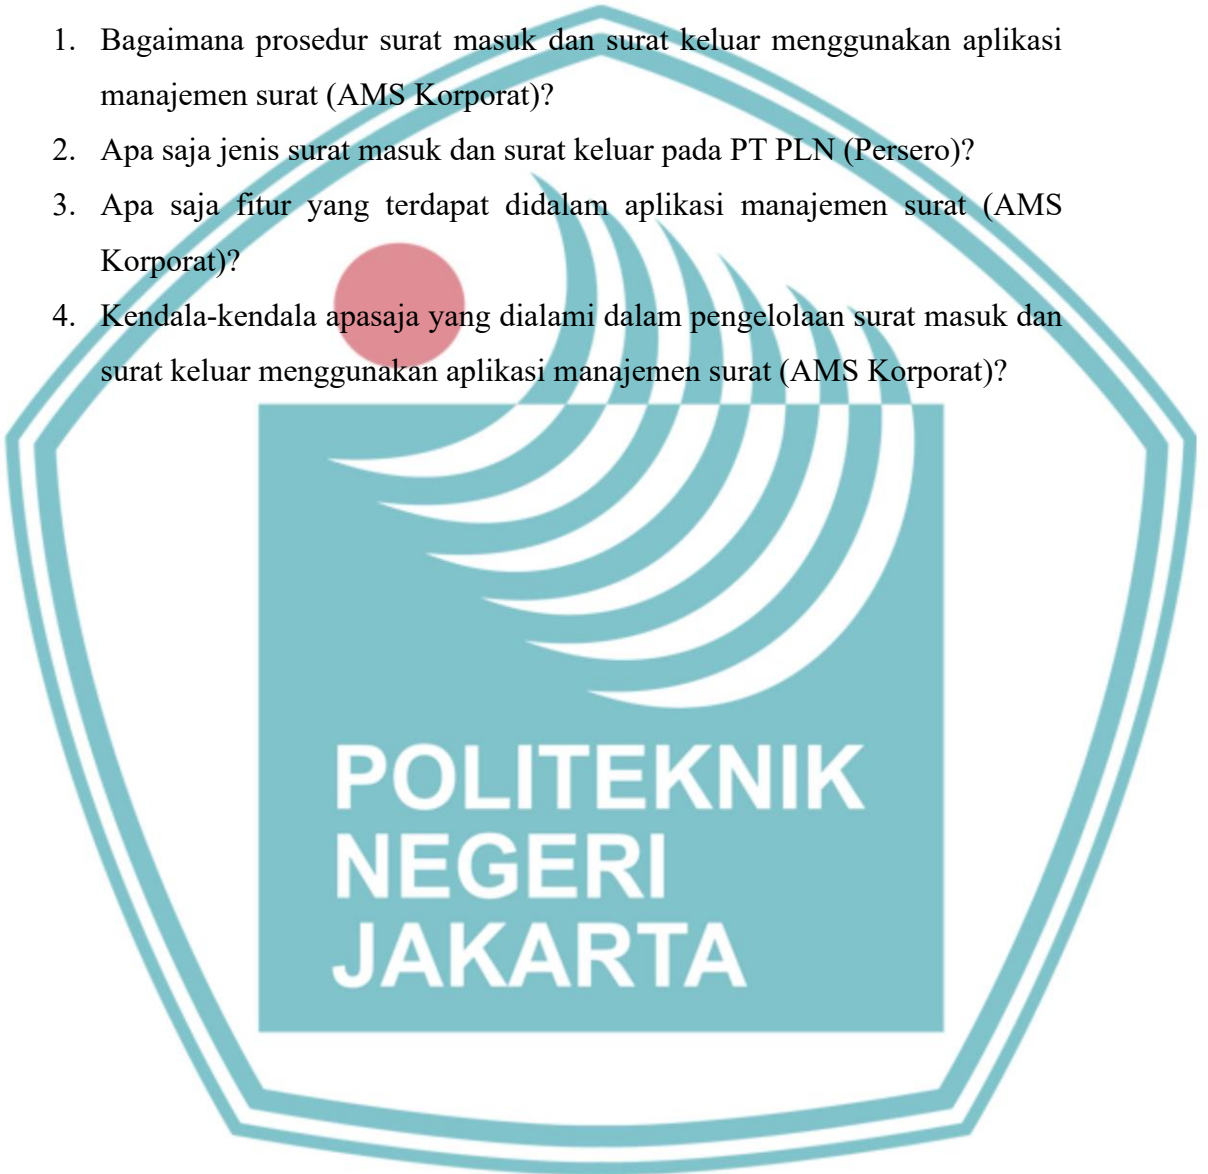 1. Bagaimana prosedur surat masuk dan surat keluar menggunakan aplikasi
manajemen surat (AMS Korporat)?
2. Apa saja jenis surat masuk dan surat keluar pada PT PLN (Persero)?
3. Apa saja fitur yang terdapat didalam aplikasi manajemen surat (AMS
Korporat)?
4. Kendala-kendala apasaja yang dialami dalam pengelolaan surat masuk dan
surat keluar menggunakan aplikasi manajemen surat (AMS Korporat)?
POLITEKNIK
NEGERI
JAKARTA